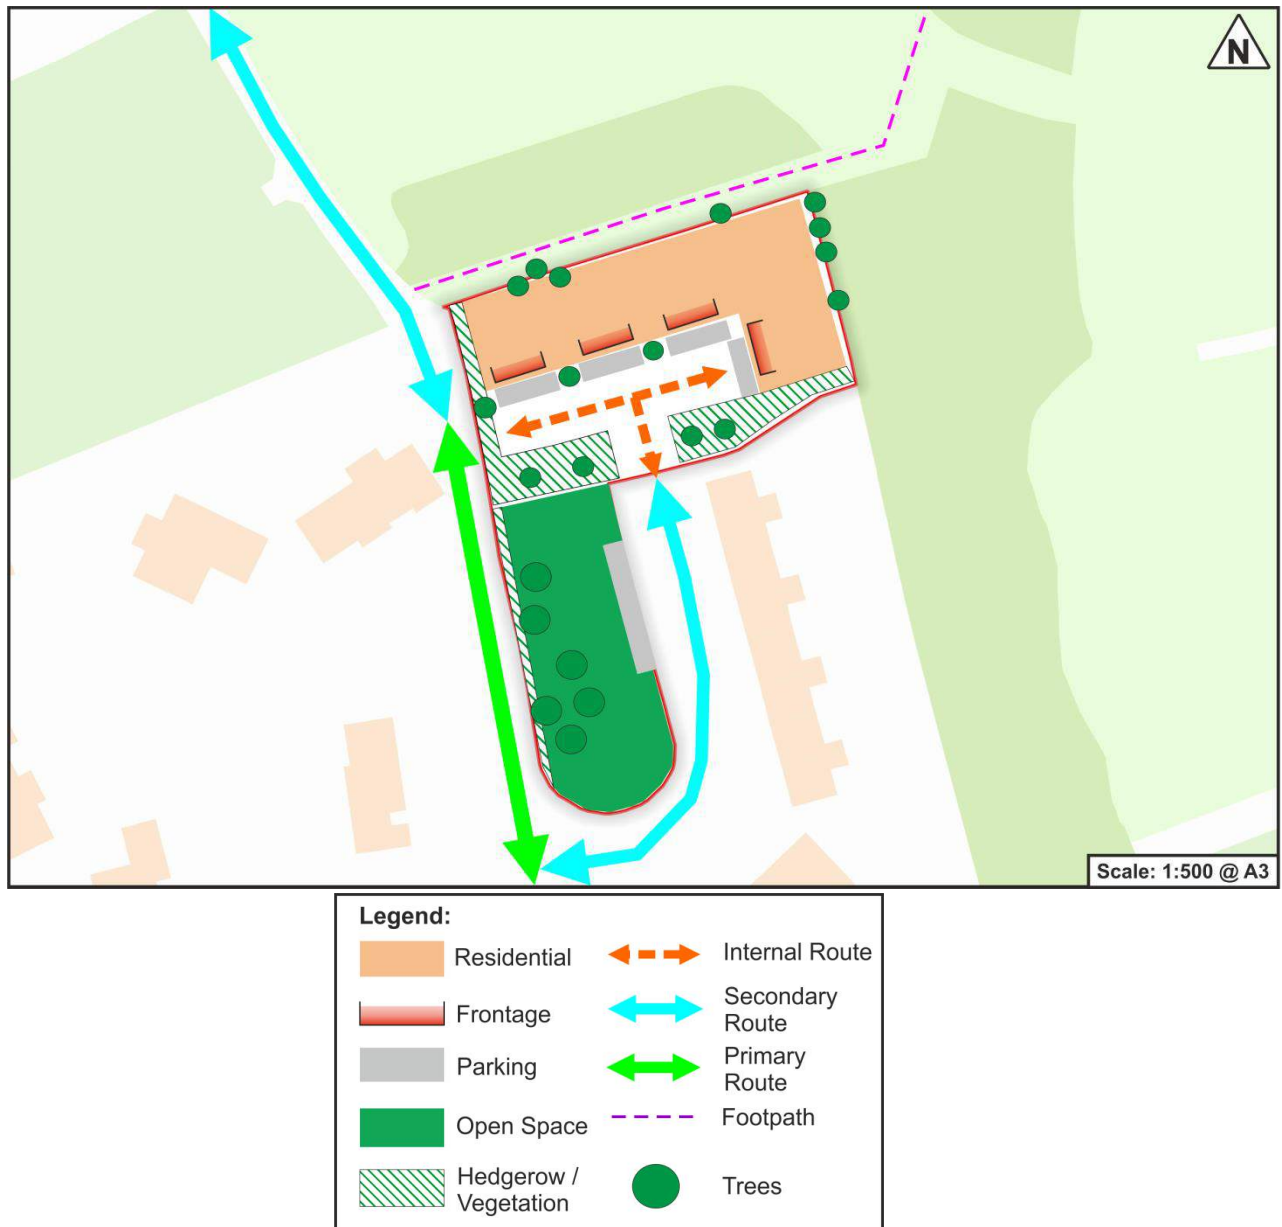 N
Scale: 1:500 @ A3
Legend:
Residential
Internal Route
Frontage
Secondary
Route
Parking
Primary
Route
Open Space
Footpath
Hedgerow /
Vegetation
Trees